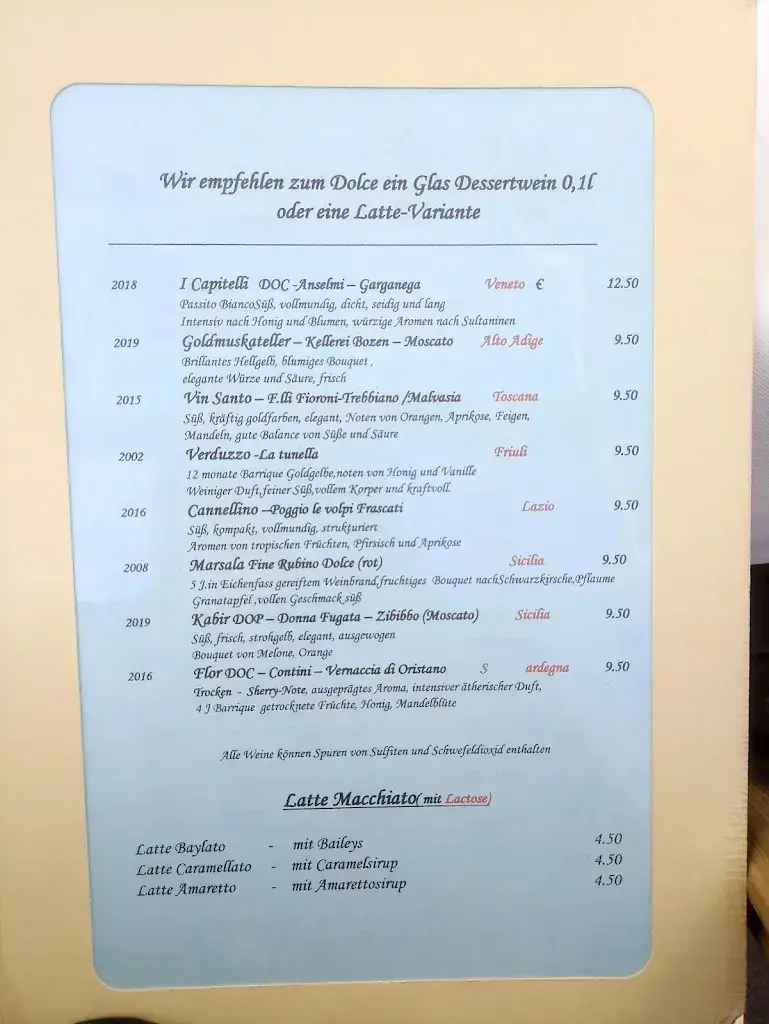 Wir empfehlen zum Dolce ein Glas Dessertwein 0,1l
oder eine Latte-Variante
2018 I Capitelli DOC -Anselmi – Garganega Veneto € 12.50
Passito BiancoSüß, vollmundig, dicht, seidig und lang
Intensiv nach Honig und Blumen, würzige Aromen nach Sultaninen
2019 Goldmuskateller – Kellerei Bozen – Moscato Alto Adige 9.50
Brillantes Hellgelb, blumiges Bouquet ,
elegante Würze und Säure, frisch
2015 Vin Santo – F.lli Fioroni-Trebbiano /Malvasia Toscana 9.50
Süß, kräftig goldfarben, elegant, Noten von Orangen, Aprikose, Feigen,
Mandeln, gute Balance von Süße und Säure
2002 Verduzzo -La tunella Friuli 9.50
12 monate Barrique Goldgelbe,noten von Honig und Vanille
Weiniger Duft,feiner Süß,vollem Korper und kraftvoll.
2016 Cannellino –Poggio le volpi Frascati Lazio 9.50
Süß, kompakt, vollmundig, strukturiert
Aromen von tropischen Früchten, Pfirsisch und Aprikose
2008 Marsala Fine Rubino Dolce (rot) Sicilia 9.50
5 J.in Eichenfass gereiftem Weinbrand,fruchtiges Bouquet nachSchwarzkirsche,Pflaume
Granatapfel ,vollen Geschmack,süß
2019 Kabir DOP – Donna Fugata – Zibibbo (Moscato) Sicilia 9.50
Süß, frisch, strohgelb, elegant, ausgewogen
Bouquet von Melone, Orange
2016 Flor DOC – Contini – Vernaccia di Oristano S ardegna 9.50
Trocken - Sherry-Note, ausgeprägtes Aroma, intensiver ätherischer Duft,
4 J Barrique getrocknete Früchte, Honig, Mandelblüte
Alle Weine können Spuren von Sulfiten und Schwefeldioxid enthalten
Latte Macchiato( mit Lactose)
Latte Baylato - mit Baileys 4.50
Latte Caramellato - mit Caramelsirup 4.50
Latte Amaretto - mit Amarettosirup 4.50